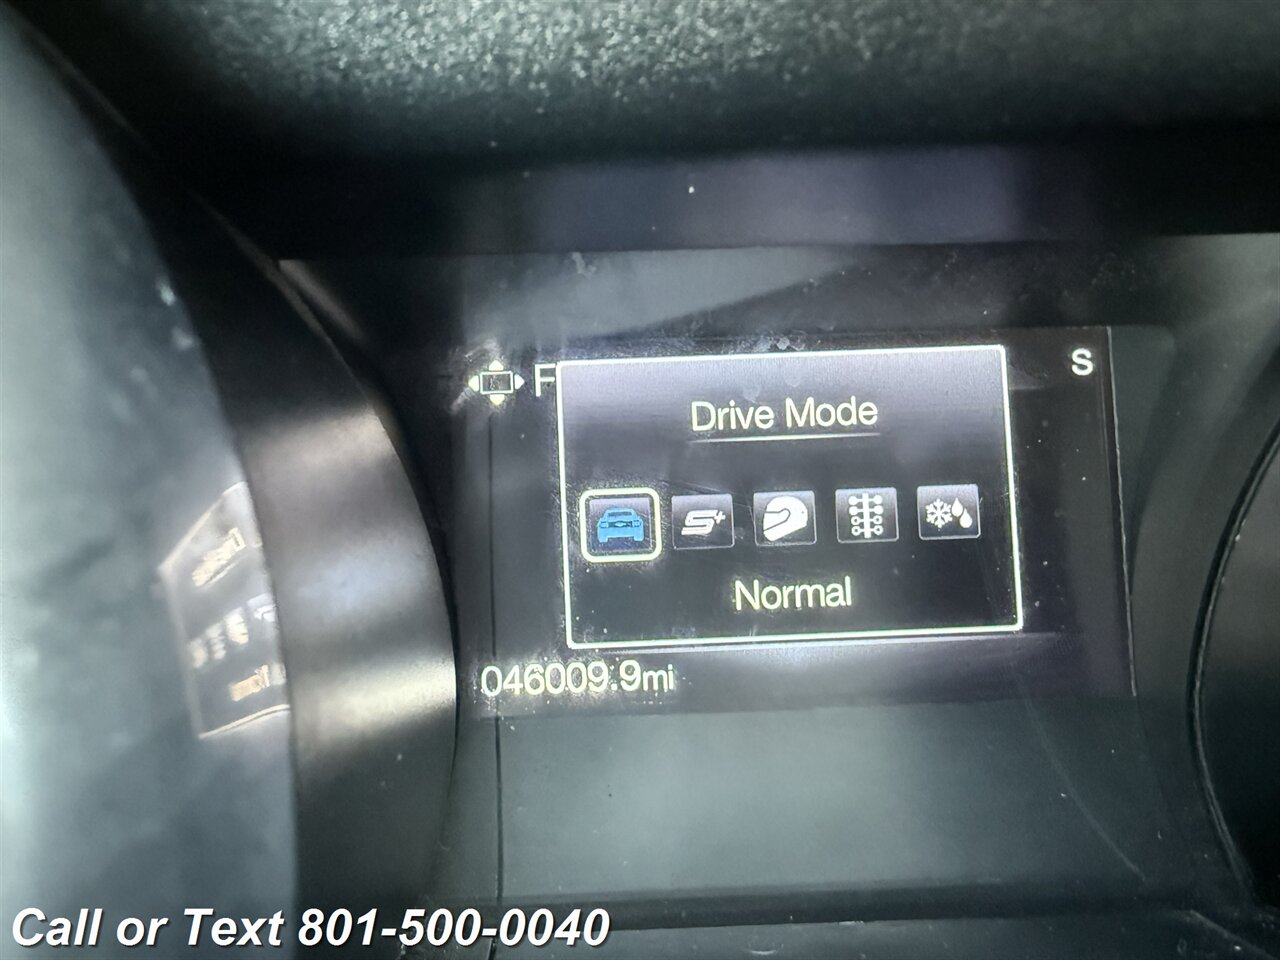 F
S
Drive Mode
S+
Normal
046009.9mi
Call or Text 801-500-0040